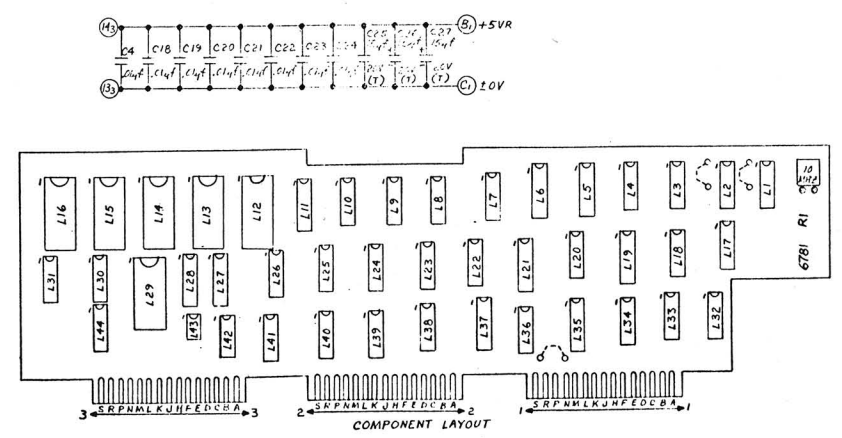 14₃ B₁ +5VR
C4 C18 C19 C20 C21 C22 C23 C24 C25 C26 C27
.01µf .01µf .01µf .01µf .01µf .01µf .01µf 15µf
(T) (T) (T)
13₃ C₁ ±0V
L16 L15 L14 L13 L12 L11 L10 L9 L8 L7 L6 L5 L4 L3 L2 L1 10 MHZ
L31 L30 L29 L28 L27 L26 L25 L24 L23 L22 L21 L20 L19 L18 L17 6781 R1
L44 L43 L42 L41 L40 L39 L38 L37 L36 L35 L34 L33 L32
3 S R P N M L K J H F E D C B A 3 2 S R P N M L K J H F E D C B A 2 1 S R P N M L K J H F E D C B A 1
COMPONENT LAYOUT